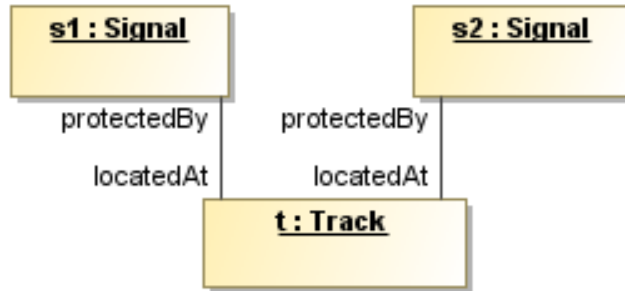 s1 : Signal s2 : Signal
protectedBy protectedBy
locatedAt locatedAt
t : Track